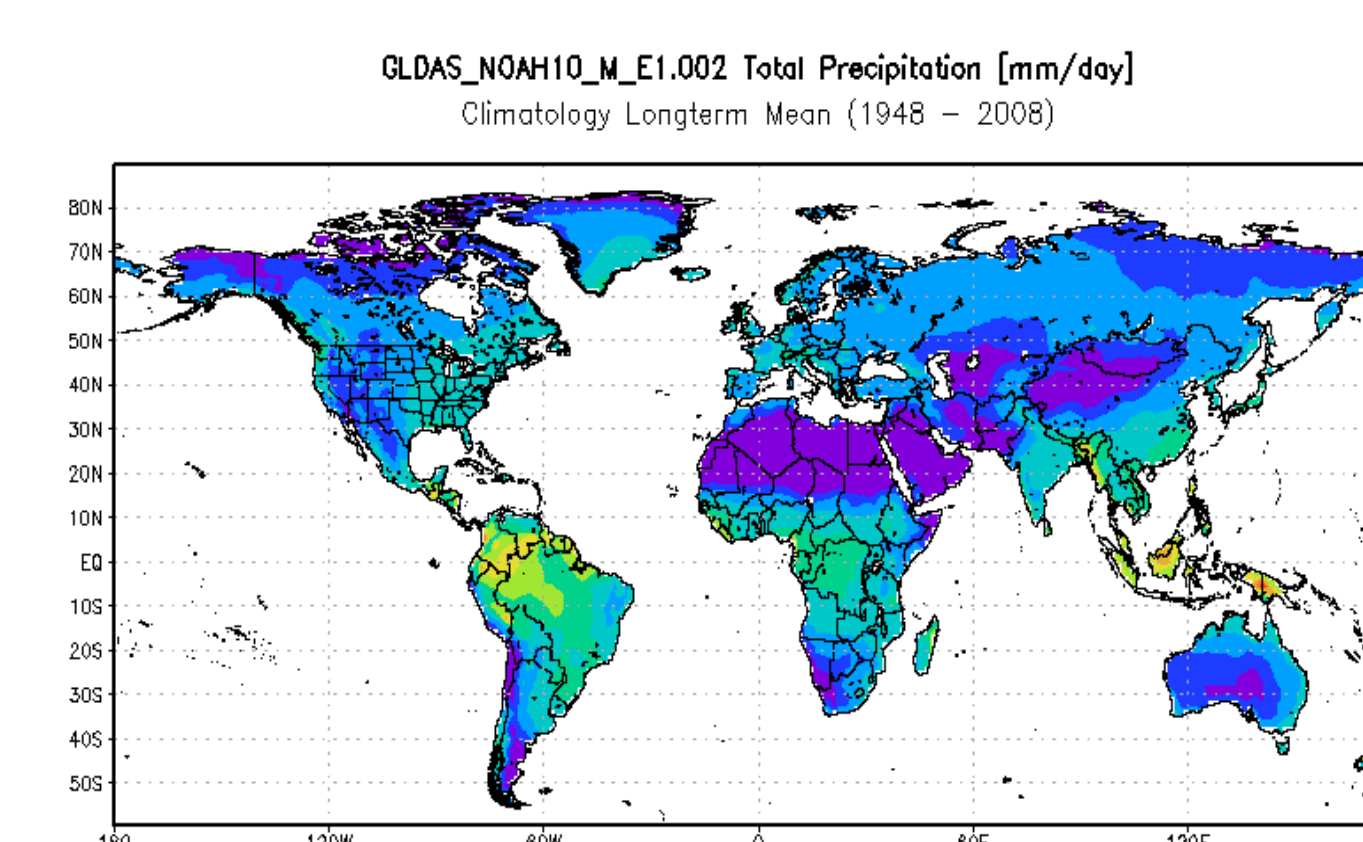 GLDAS_NOAH10_M_E1.002 Total Precipitation [mm/day]
Climatology Longterm Mean (1948 – 2008)
80N
70N
60N
50N
40N
30N
20N
10N
EQ
10S
20S
30S
40S
50S